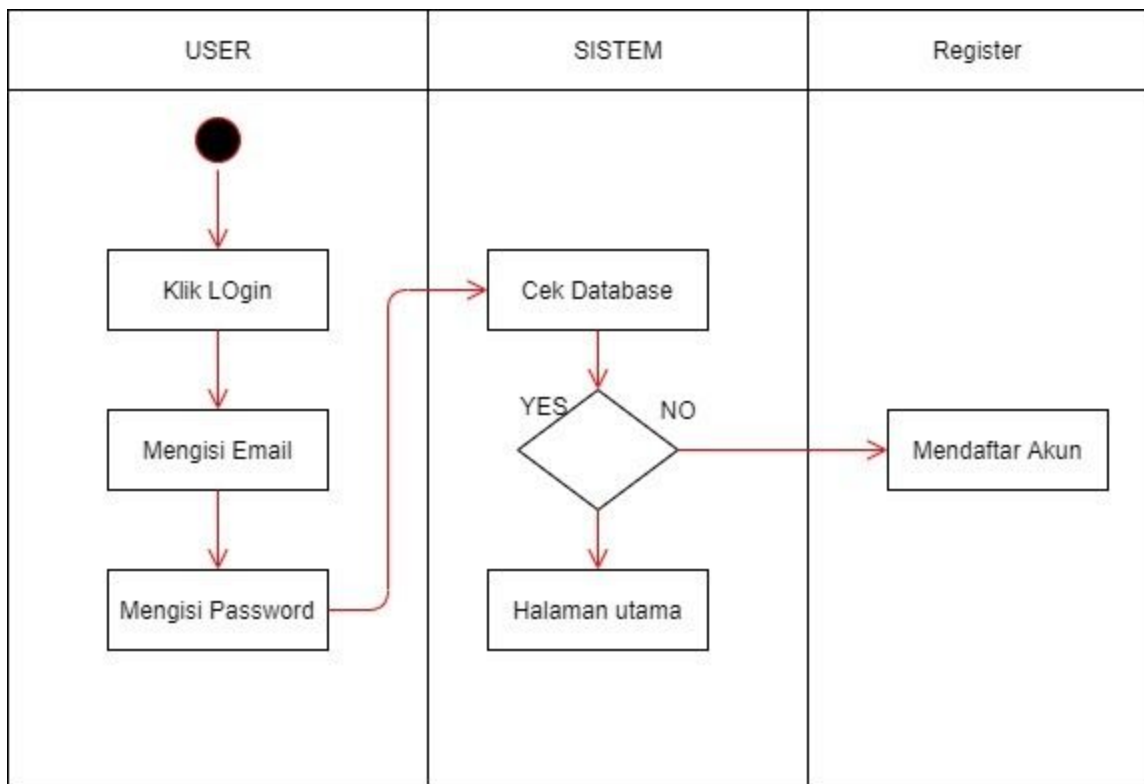 USER
SISTEM
Register
Klik LOgin
Cek Database
YES
NO
Mengisi Email
Mendaftar Akun
Mengisi Password
Halaman utama